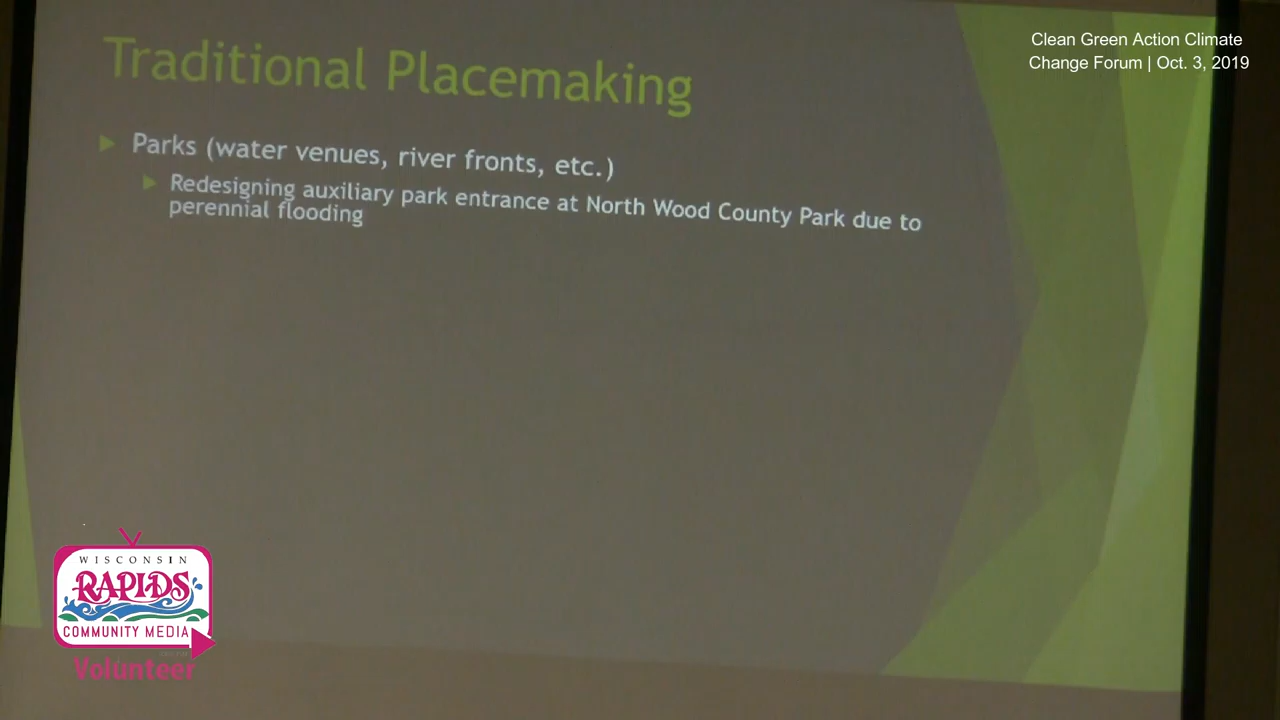 Clean Green Action Climate
Change Forum | Oct. 3, 2019
Traditional Placemaking
Parks (water venues, river fronts, etc.)
Redesigning auxiliary park entrance at North Wood County Park due to
perennial flooding
WISCONSIN
RAPIDS
COMMUNITY MEDIA
Volunteer